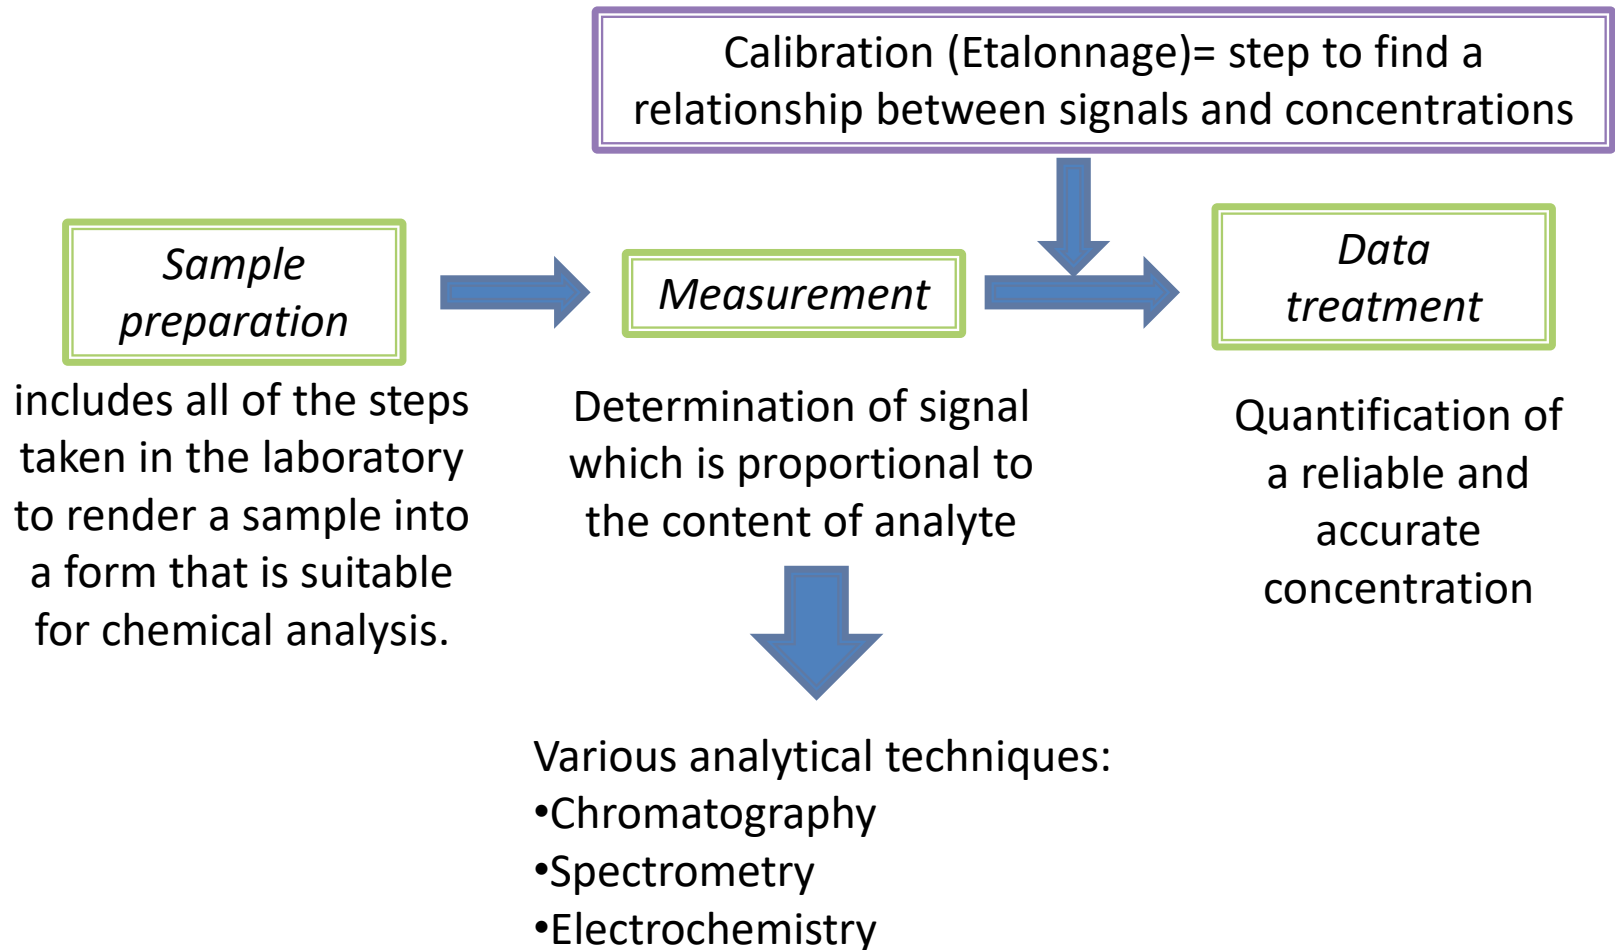 Calibration (Etalonnage)= step to find a
relationship between signals and concentrations
Sample
preparation
Measurement
Data
treatment
includes all of the steps
taken in the laboratory
to render a sample into
a form that is suitable
for chemical analysis.
Determination of signal
which is proportional to
the content of analyte
Quantification of
a reliable and
accurate
concentration
Various analytical techniques:
•Chromatography
•Spectrometry
•Electrochemistry